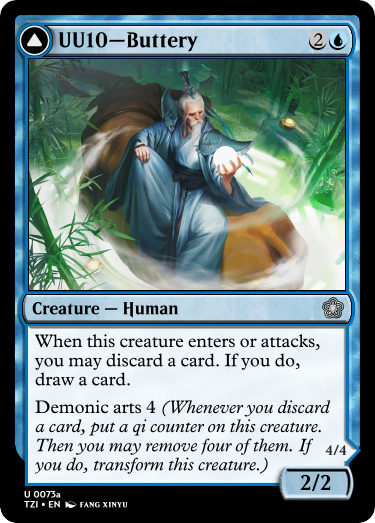 UU10—Buttery
2
Creature — Human
When this creature enters or attacks,
you may discard a card. If you do,
draw a card.
Demonic arts 4 (Whenever you discard
a card, put a qi counter on this creature.
Then you may remove four of them. If
you do, transform this creature.)
4/4
2/2
U 0073a
TZI • EN FANG XINYU